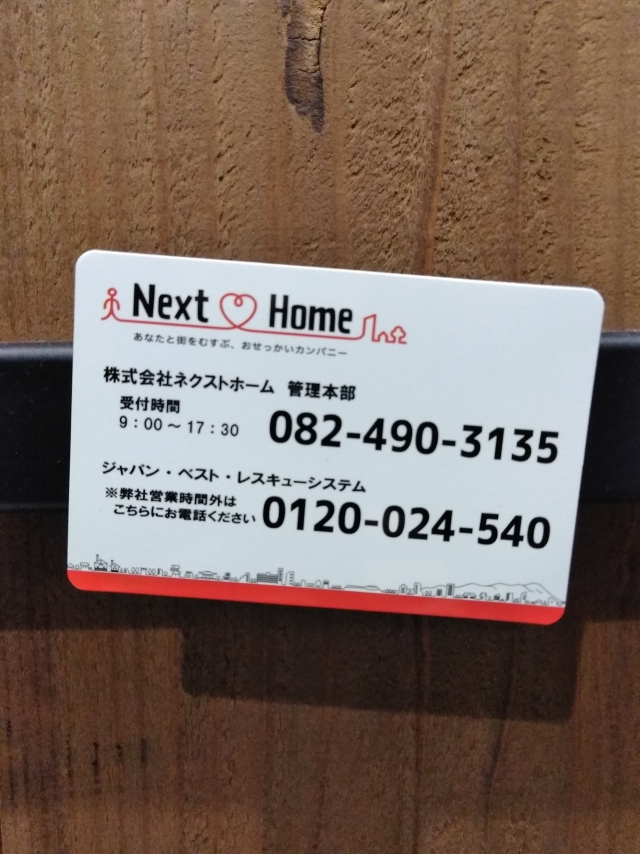 Next Home
あなたと街をむすぶ、おせっかいカンパニー
株式会社ネクストホーム 管理本部
受付時間
9:00～17:30
082-490-3135
ジャパン・ベスト・レスキューシステム
※弊社営業時間外は
こちらにお電話ください
0120-024-540